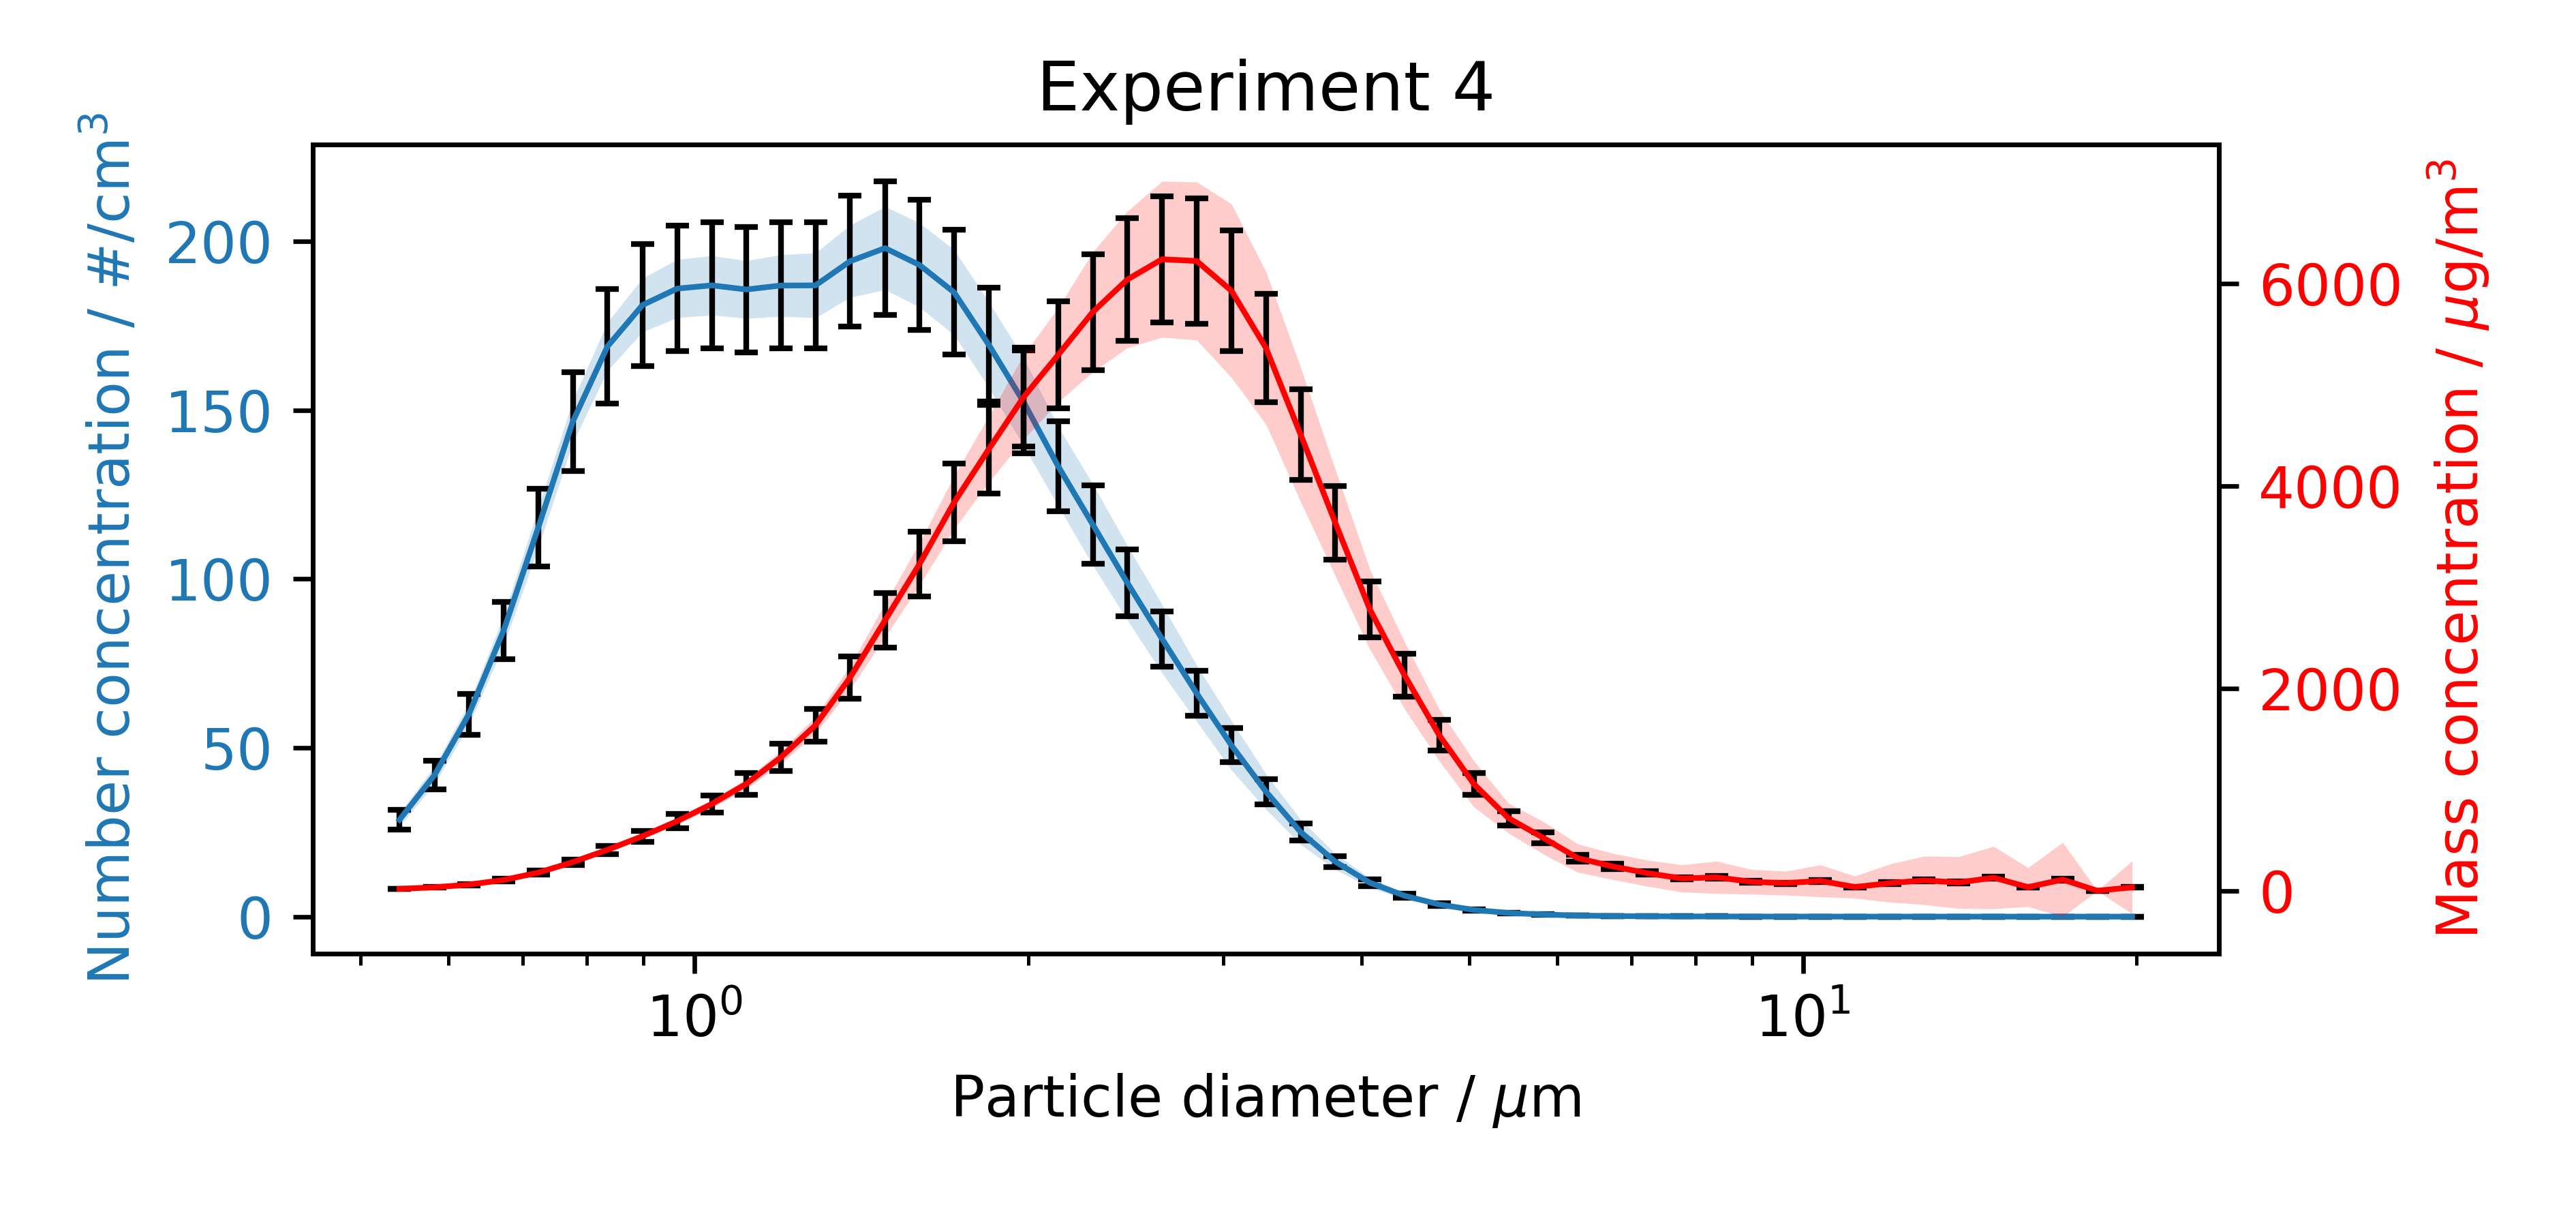 Experiment 4
Number concentration / #/cm³
200
150
100
50
0
Mass concentration / μg/m³
6000
4000
2000
0
10⁰
10¹
Particle diameter / μm